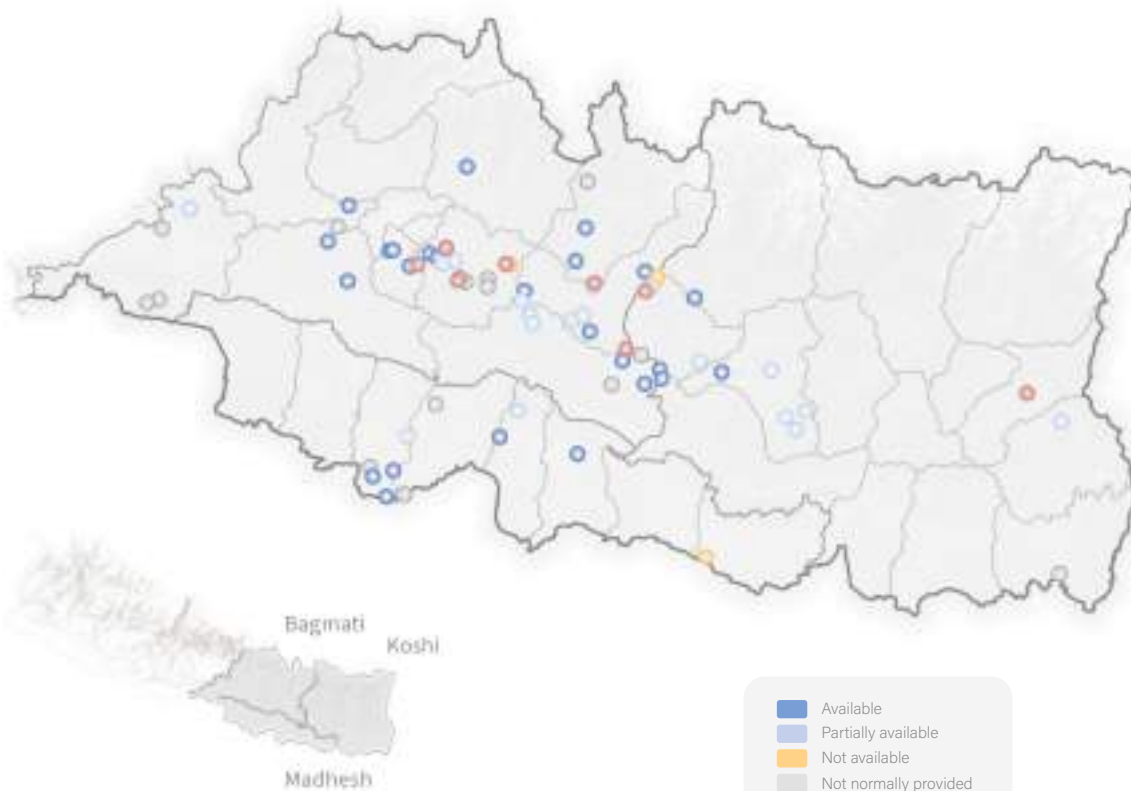 Bagmati
Koshi
Madhesh
Available
Partially available
Not available
Not normally provided